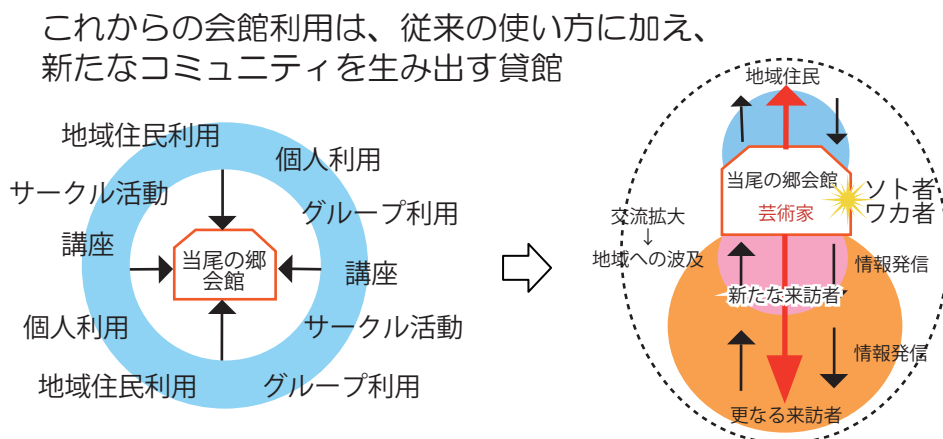 これからの会館利用は、従来の使い方に加え、
新たなコミュニティを生み出す貸館
地域住民利用
個人利用
サークル活動
グループ利用
講座
当尾の郷
会館
講座
個人利用
サークル活動
地域住民利用
グループ利用
地域住民
当尾の郷会館
芸術家
ソト者
ワカ者
交流拡大
↓
地域への波及
情報発信
新たな来訪者
情報発信
更なる来訪者